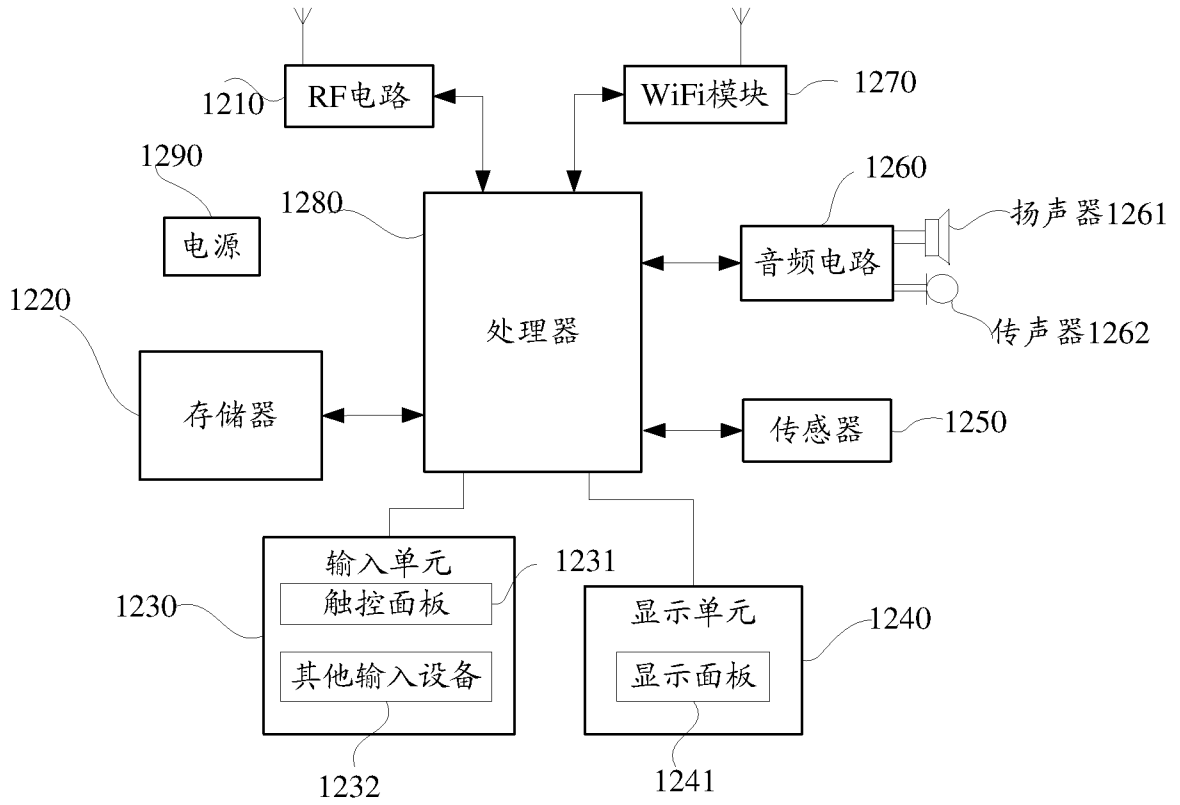 1210
RF电路
WiFi模块
1270
1290
电源
1280
1260
音频电路
扬声器1261
传声器1262
1220
存储器
处理器
传感器
1250
1230
输入单元
触控面板
1231
其他输入设备
1232
显示单元
1240
显示面板
1241